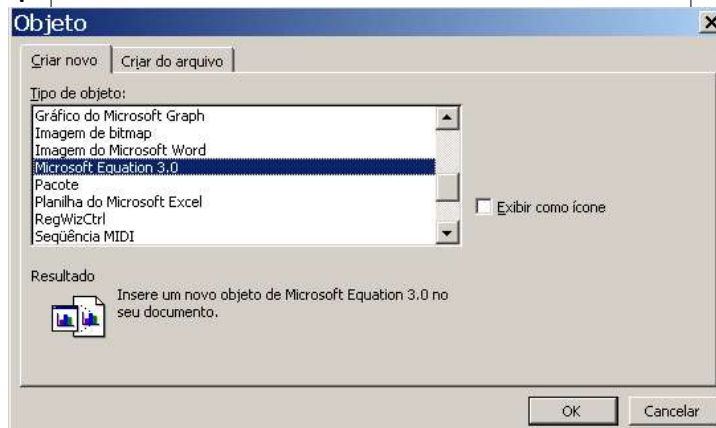 Objeto
Criar novo
Criar do arquivo
Tipo de objeto:
Gráfico do Microsoft Graph
Imagem de bitmap
Imagem do Microsoft Word
Microsoft Equation 3.0
Pacote
Planilha do Microsoft Excel
RegWizCtrl
Seqüência MIDI
Exibir como ícone
Resultado
Insere um novo objeto de Microsoft Equation 3.0 no
seu documento.
OK
Cancelar